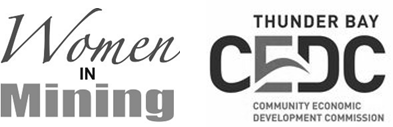 Women
IN
Mining
THUNDER BAY
CEDC
COMMUNITY ECONOMIC
DEVELOPMENT COMMISSION